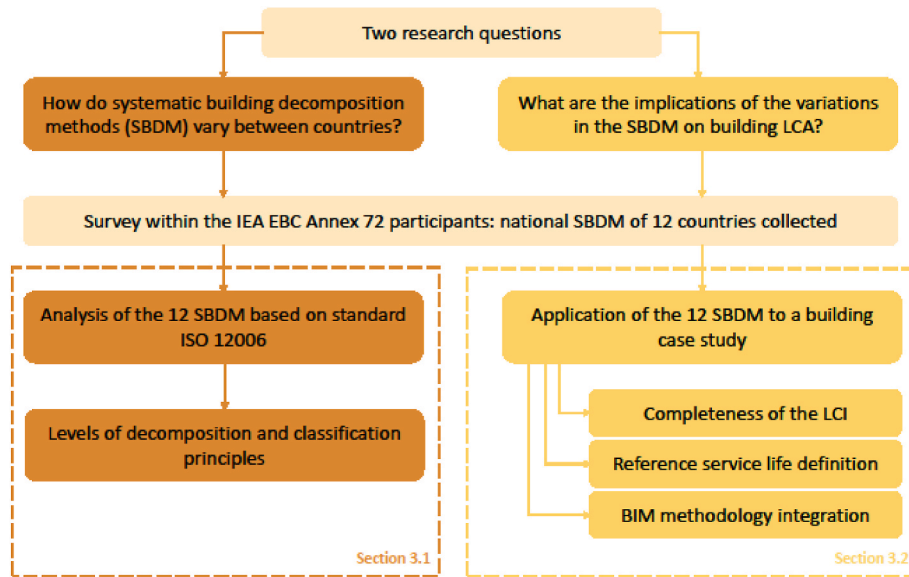 Two research questions
How do systematic building decomposition
methods (SBDM) vary between countries?
What are the implications of the variations
in the SBDM on building LCA?
Survey within the IEA EBC Annex 72 participants: national SBDM of 12 countries collected
Analysis of the 12 SBDM based on standard
ISO 12006
Levels of decomposition and classification
principles
Section 3.1
Application of the 12 SBDM to a building
case study
Completeness of the LCI
Reference service life definition
BIM methodology integration
Section 3.2